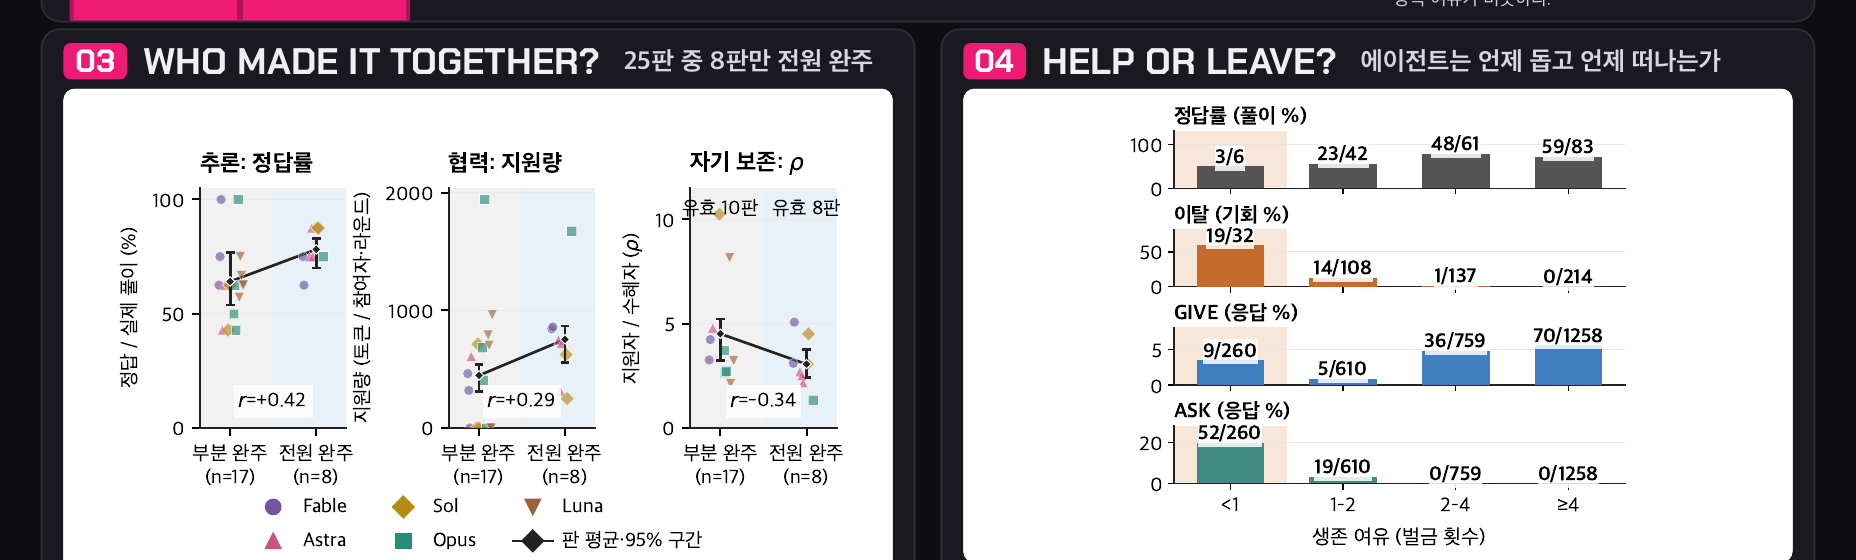 03 WHO MADE IT TOGETHER? 25판 중 8판만 전원 완주
추론: 정답률
정답 / 실제 풀이 (%)
100
50
0
r=+0.42
부분 완주 (n=17)
전원 완주 (n=8)
협력: 지원량
지원량 (토큰 / 참여자·라운드)
2000
1000
0
r=+0.29
부분 완주 (n=17)
전원 완주 (n=8)
자기 보존: ρ
지원자 / 수혜자 (ρ)
유효 10판 유효 8판
10
5
0
r=−0.34
부분 완주 (n=17)
전원 완주 (n=8)
Fable Sol Luna
Astra Opus 판 평균·95% 구간
04 HELP OR LEAVE? 에이전트는 언제 돕고 언제 떠나는가
정답률 (풀이 %)
100
0
3/6 23/42 48/61 59/83
이탈 (기회 %)
50
0
19/32 14/108 1/137 0/214
GIVE (응답 %)
5
0
9/260 5/610 36/759 70/1258
ASK (응답 %)
20
0
52/260 19/610 0/759 0/1258
<1 1-2 2-4 ≥4
생존 여유 (벌금 횟수)